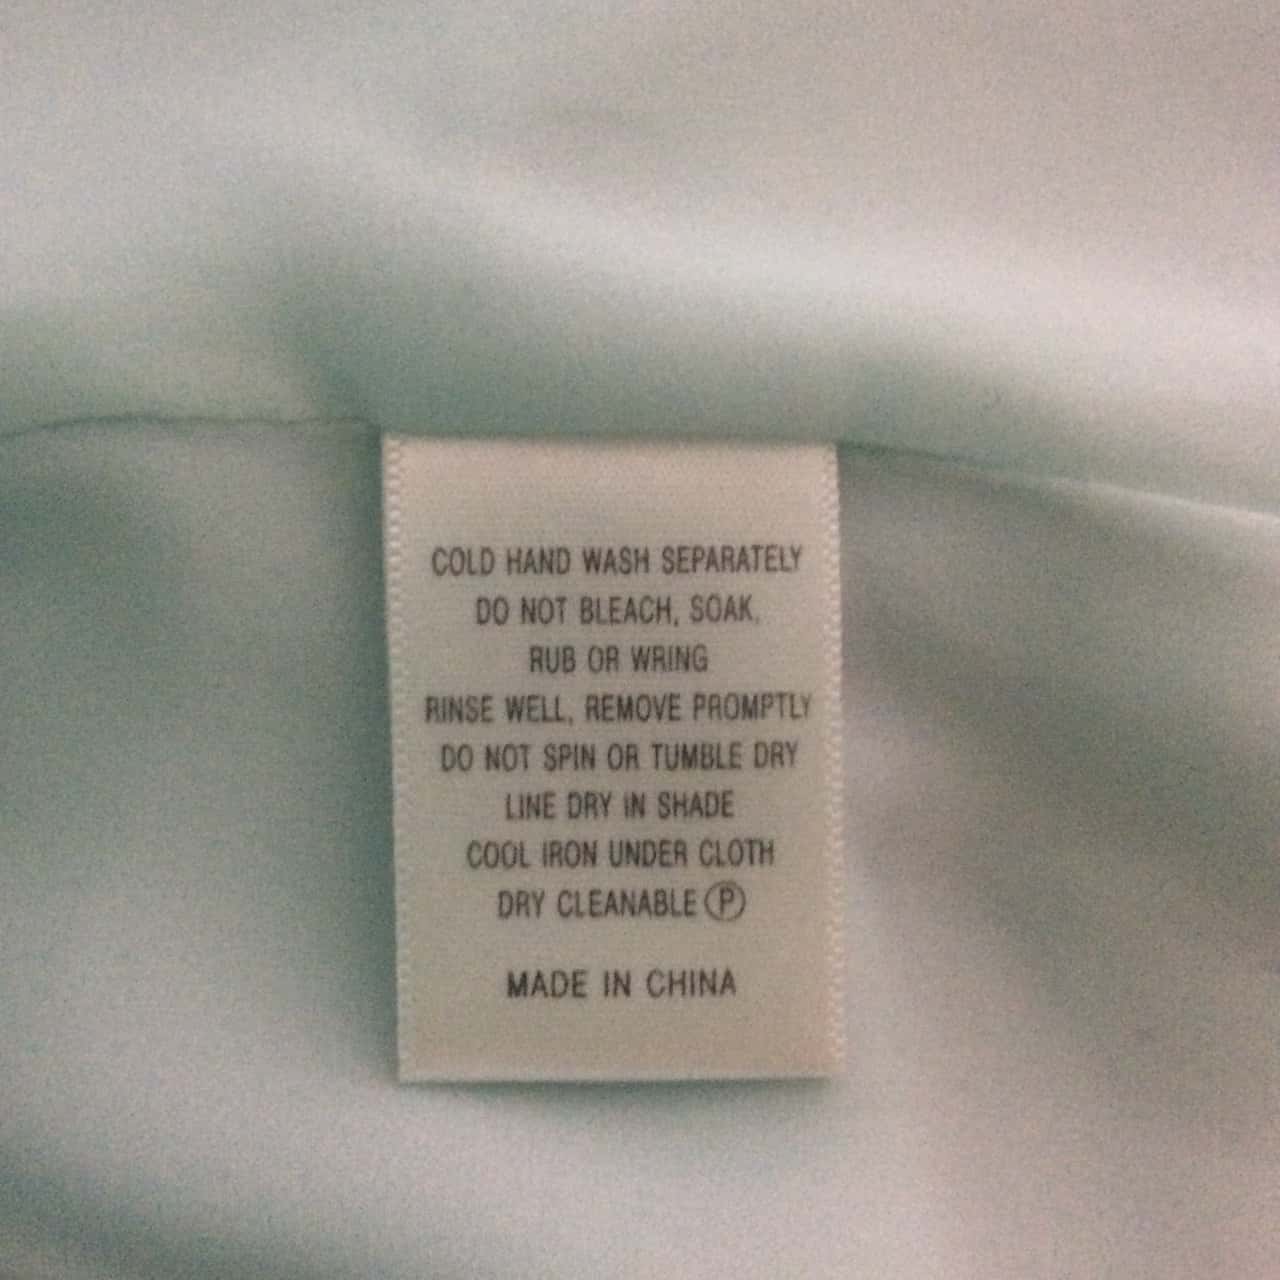 COLD HAND WASH SEPARATELY
DO NOT BLEACH, SOAK,
RUB OR WRING
RINSE WELL, REMOVE PROMPTLY
DO NOT SPIN OR TUMBLE DRY
LINE DRY IN SHADE
COOL IRON UNDER CLOTH
DRY CLEANABLE Ⓟ
MADE IN CHINA